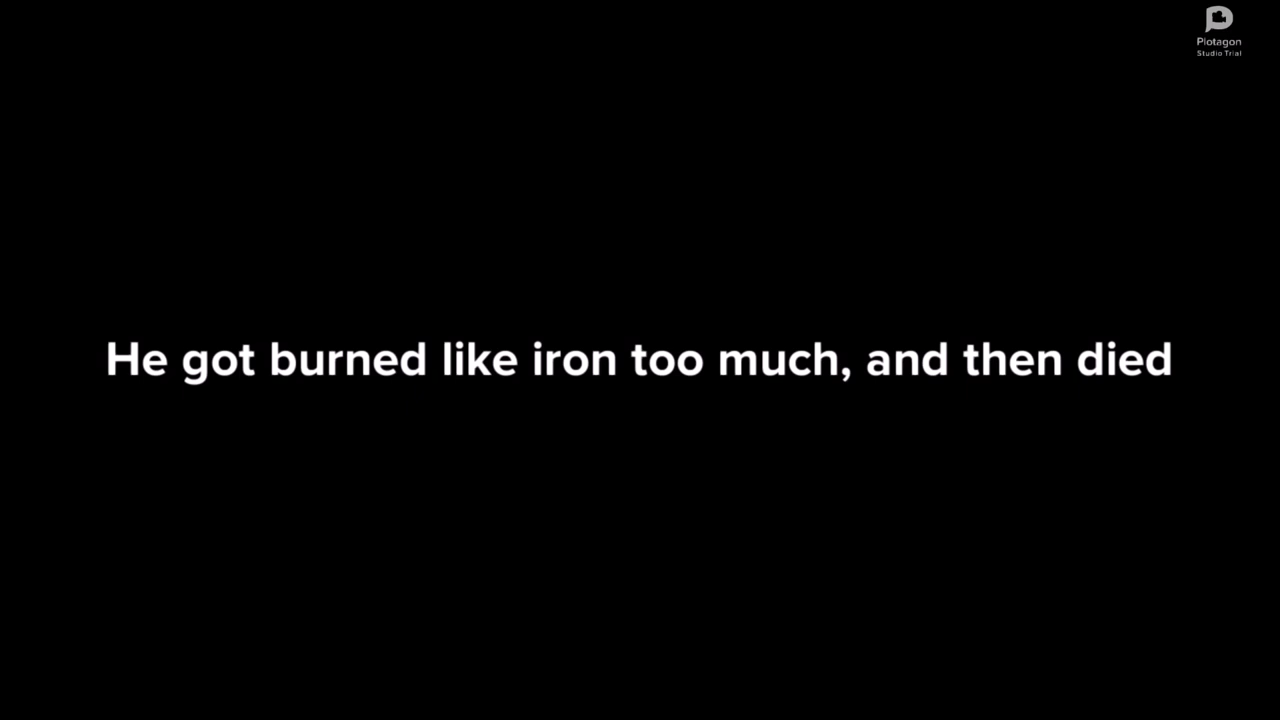 Plotagon
Studio Trial
He got burned like iron too much, and then died